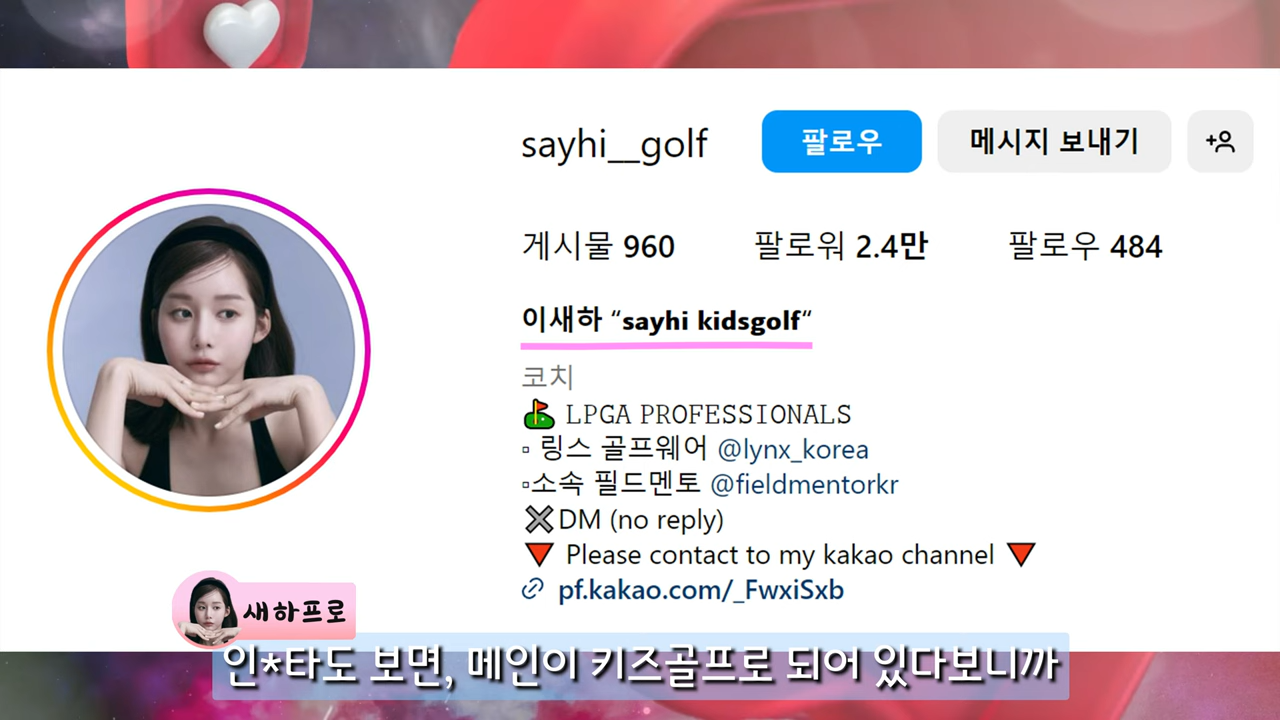 sayhi__golf 팔로우 메시지 보내기
게시물 960 팔로워 2.4만 팔로우 484
이새하 “sayhi kidsgolf“
코치
⛳ LPGA PROFESSIONALS
▫ 링스 골프웨어 @lynx_korea
▫소속 필드멘토 @fieldmentorkr
✖DM (no reply)
🔻 Please contact to my kakao channel 🔻
pf.kakao.com/_FwxiSxb
새하프로
인*타도 보면, 메인이 키즈골프로 되어 있다보니까